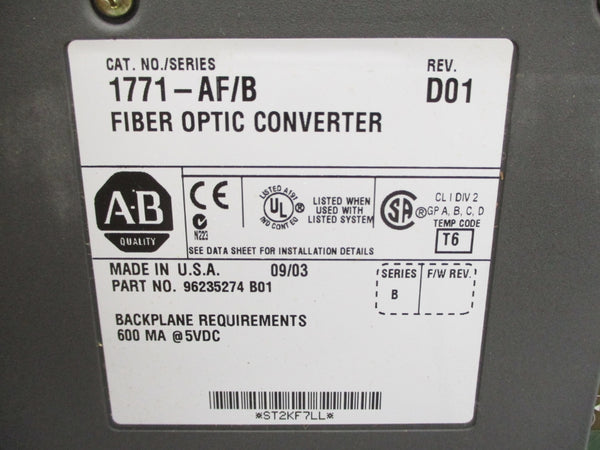 CAT. NO./SERIES
REV.
1771-AF/B
D01
FIBER OPTIC CONVERTER
A-B
QUALITY
CE
N223
LISTED A191
UL
®
IND CONT EQ
LISTED WHEN
USED WITH
LISTED SYSTEM
SA
®
CL I DIV 2
GP A, B, C, D
TEMP CODE
T6
SEE DATA SHEET FOR INSTALLATION DETAILS
MADE IN U.S.A. 09/03
PART NO. 96235274 B01
SERIES
F/W REV.
B
BACKPLANE REQUIREMENTS
600 MA @5VDC
*ST2KF7LL*